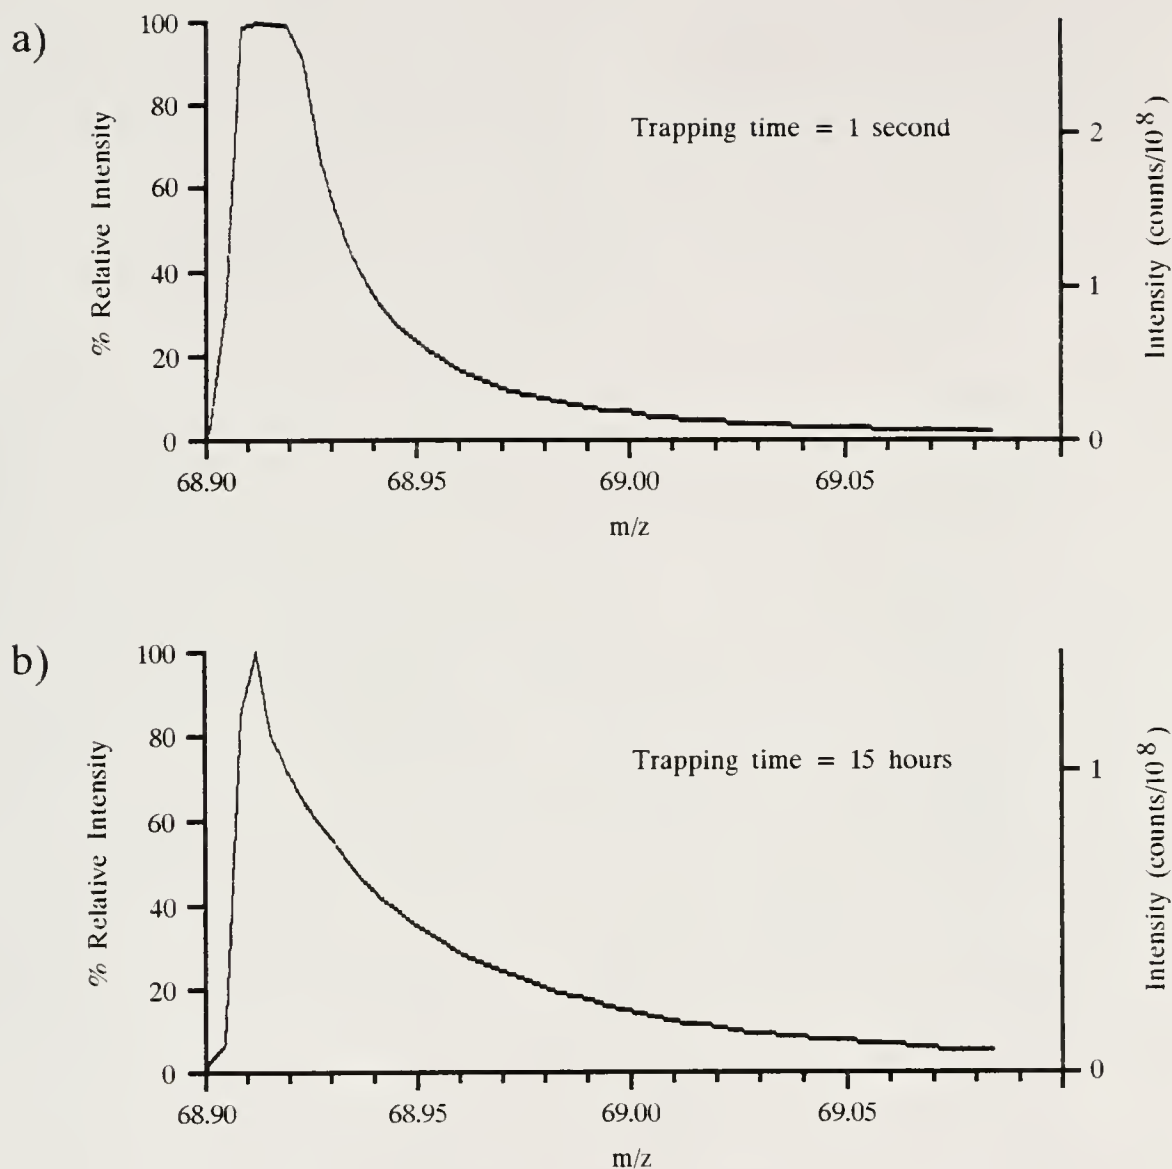 a)
100
80
60
40
20
0
% Relative Intensity
Trapping time = 1 second
2
1
0
Intensity (counts/10⁸)
68.90 68.95 69.00 69.05
m/z
b)
100
80
60
40
20
0
% Relative Intensity
Trapping time = 15 hours
1
0
Intensity (counts/10⁸)
68.90 68.95 69.00 69.05
m/z